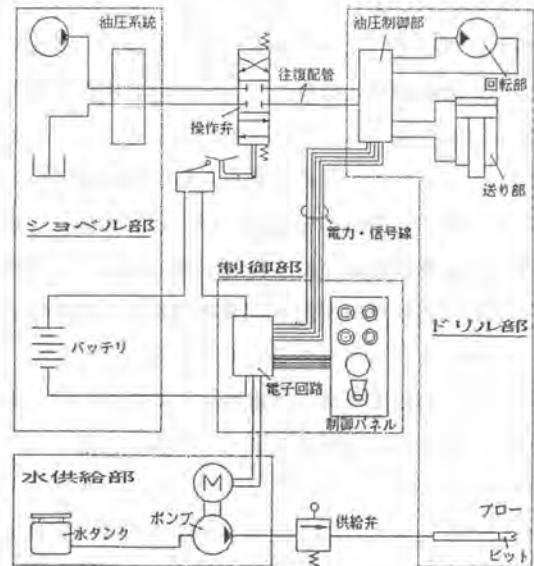 油圧系統
油圧制御部
往復配管
回転部
操作弁
送り部
ショベル部
電力・信号線
制御部
ドリル部
バッテリ
電子回路
制御パネル
水供給部
M
ポンプ
供給弁
ブロー
水タンク
ビット